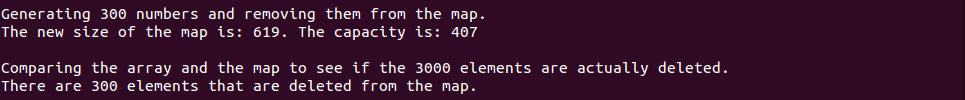 Generating 300 numbers and removing them from the map.
The new size of the map is: 619. The capacity is: 407
Comparing the array and the map to see if the 3000 elements are actually deleted.
There are 300 elements that are deleted from the map.